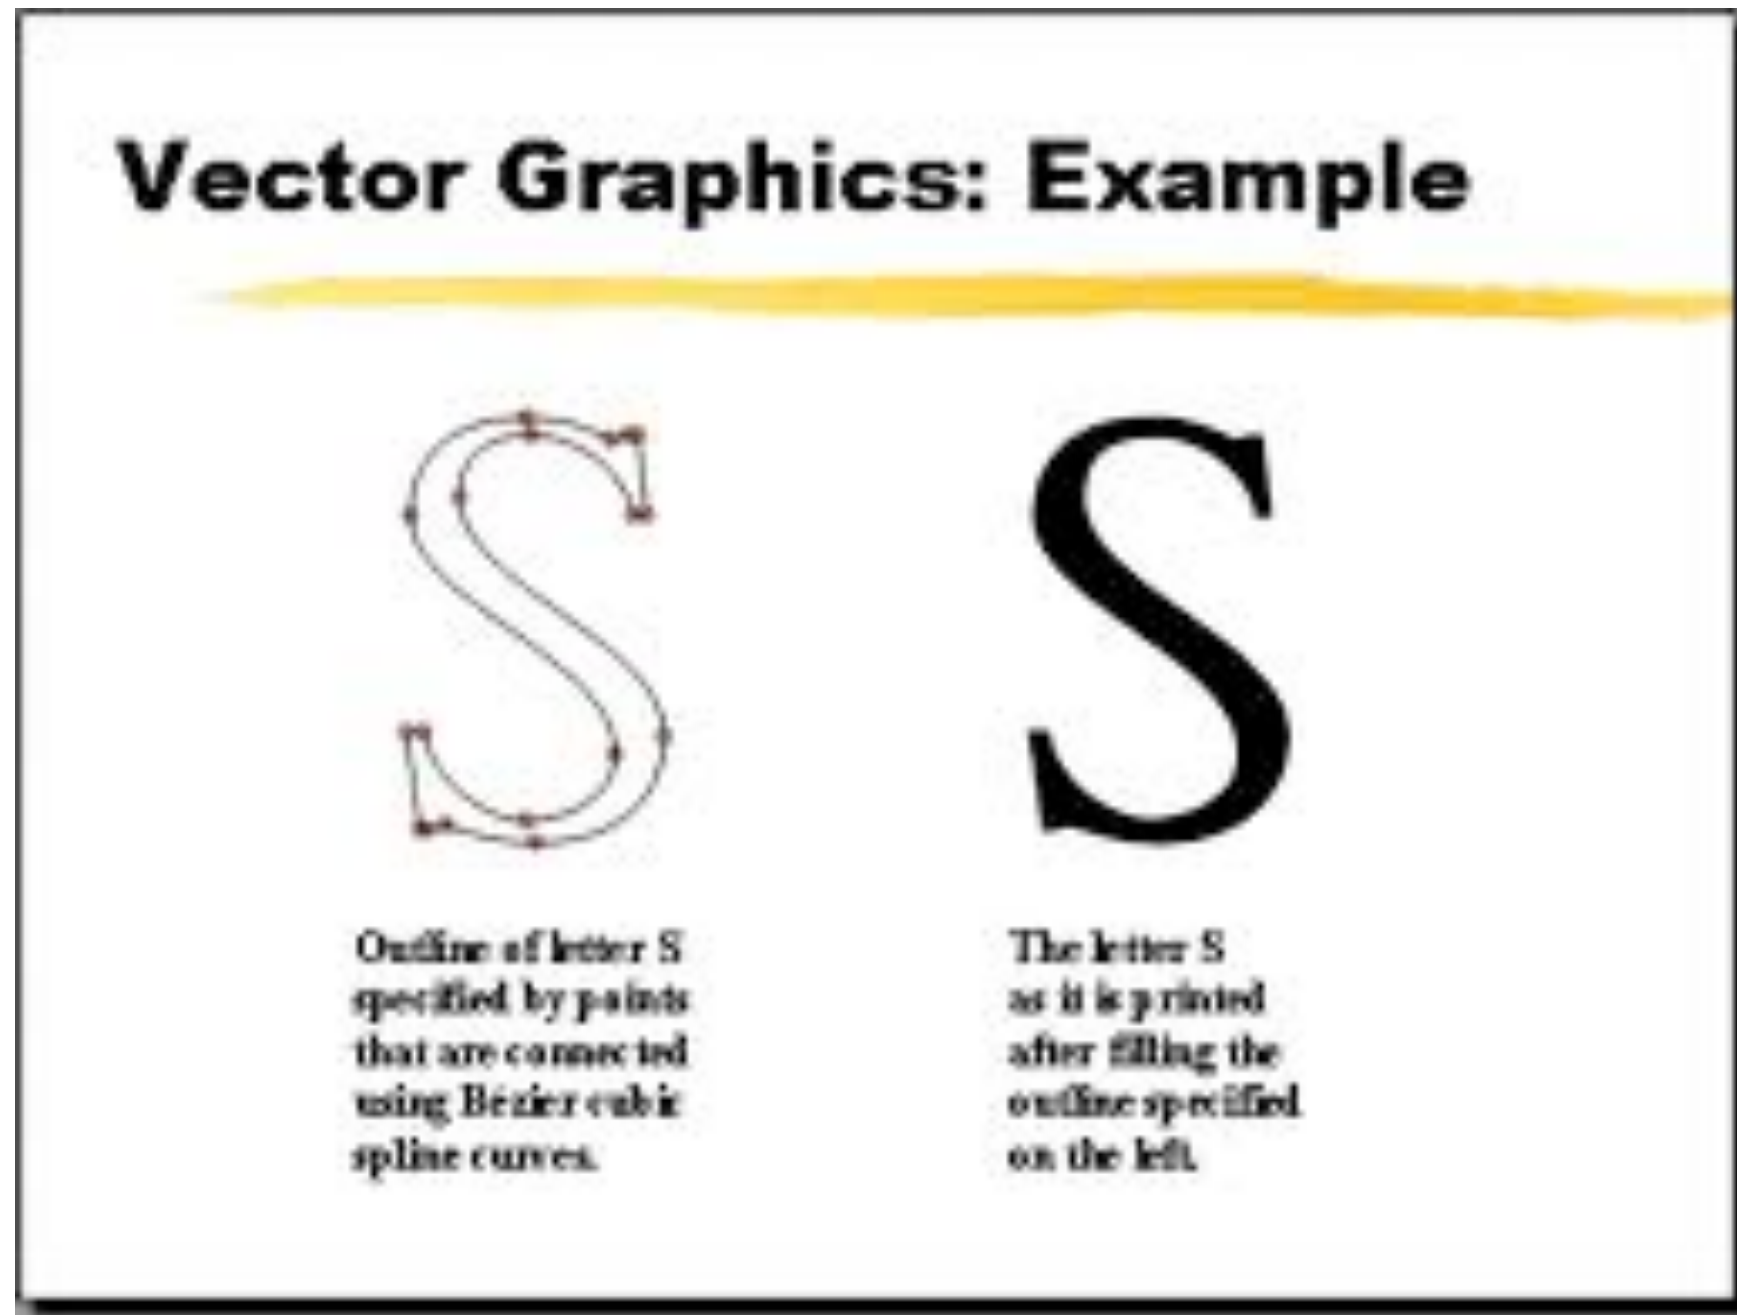 Vector Graphics: Example
S
S
Outline of letter S
specified by points
that are connected
using Bézier cubic
spline curves.
The letter S
as it is printed
after filling the
outline specified
on the left.